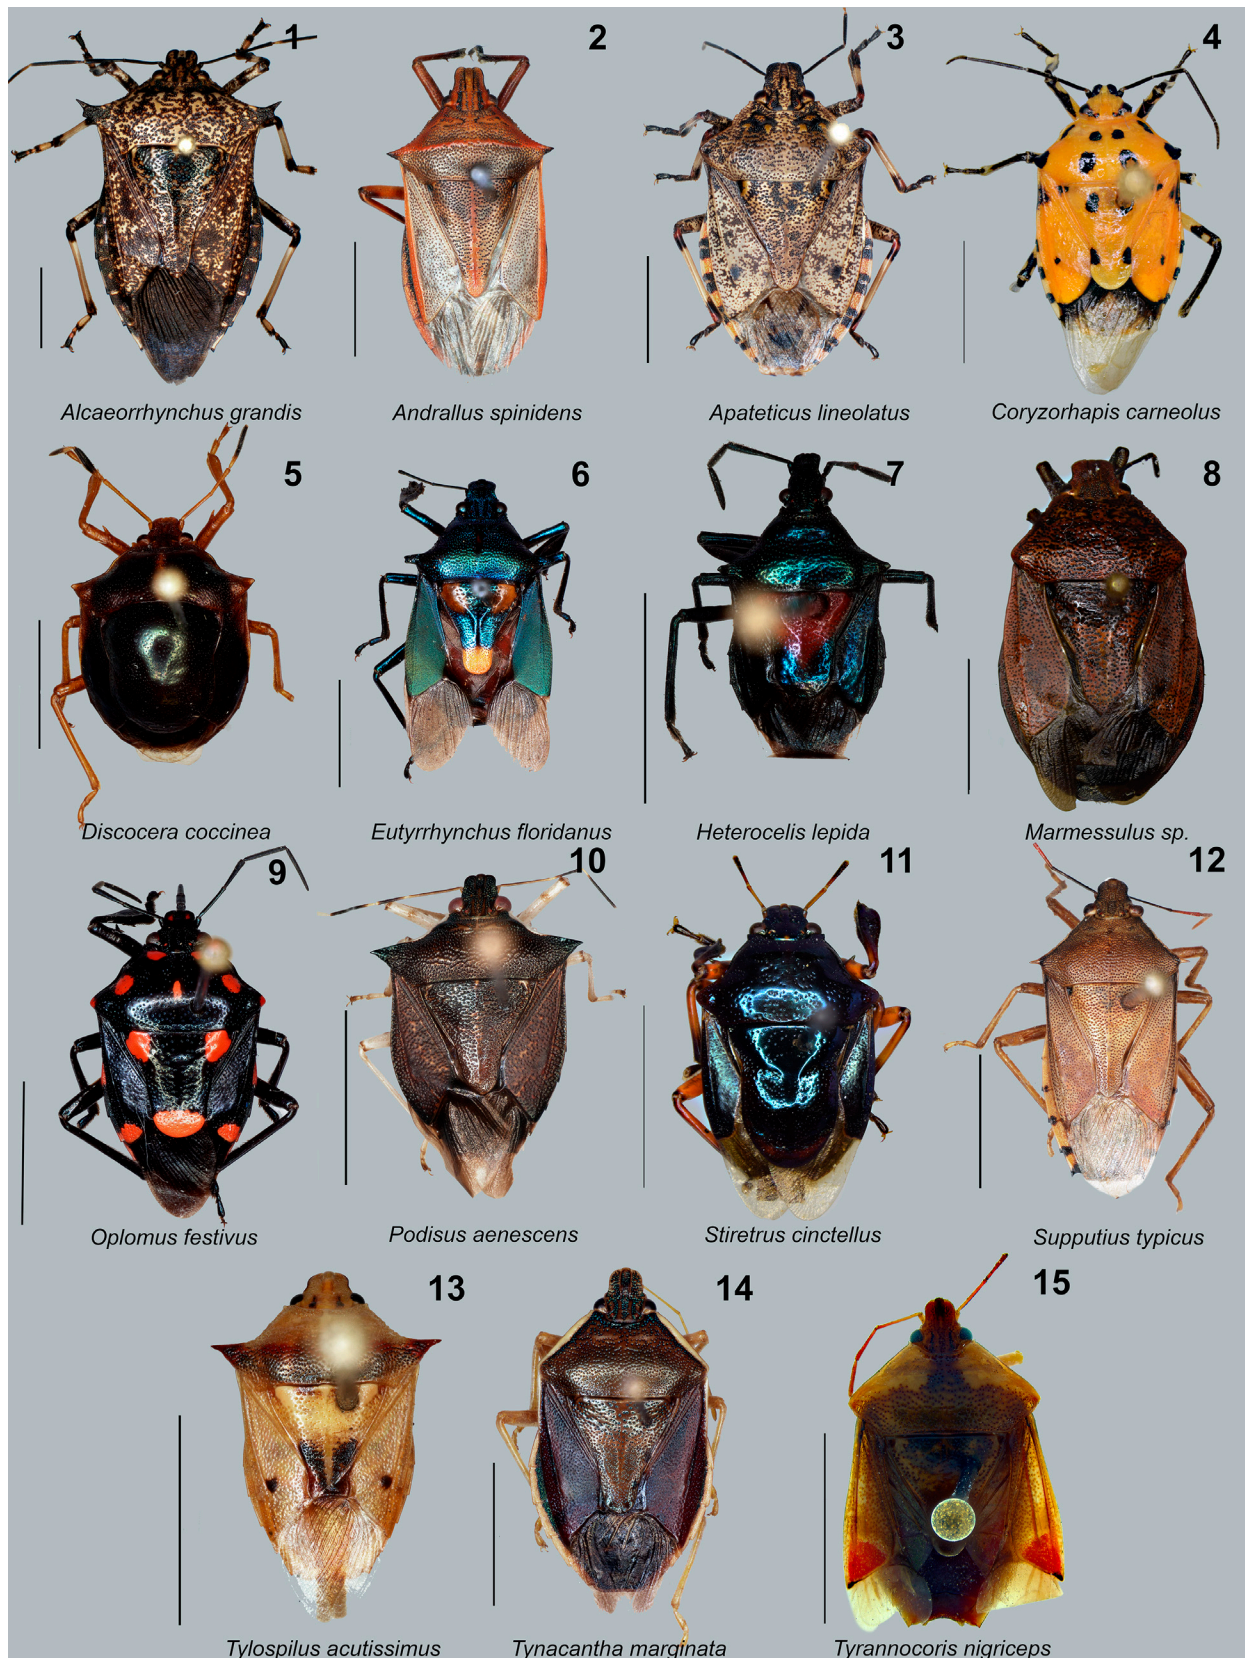 1 2 3 4
Alcaeorrhynchus grandis Andrallus spinidens Apateticus lineolatus Coryzorhapis carneolus
5 6 7 8
Discocera coccinea Eutyrrhynchus floridanus Heterocelis lepida Marmessulus sp.
9 10 11 12
Oplomus festivus Podisus aenescens Stiretrus cinctellus Supputius typicus
13 14 15
Tylospilus acutissimus Tynacantha marginata Tyrannocoris nigriceps